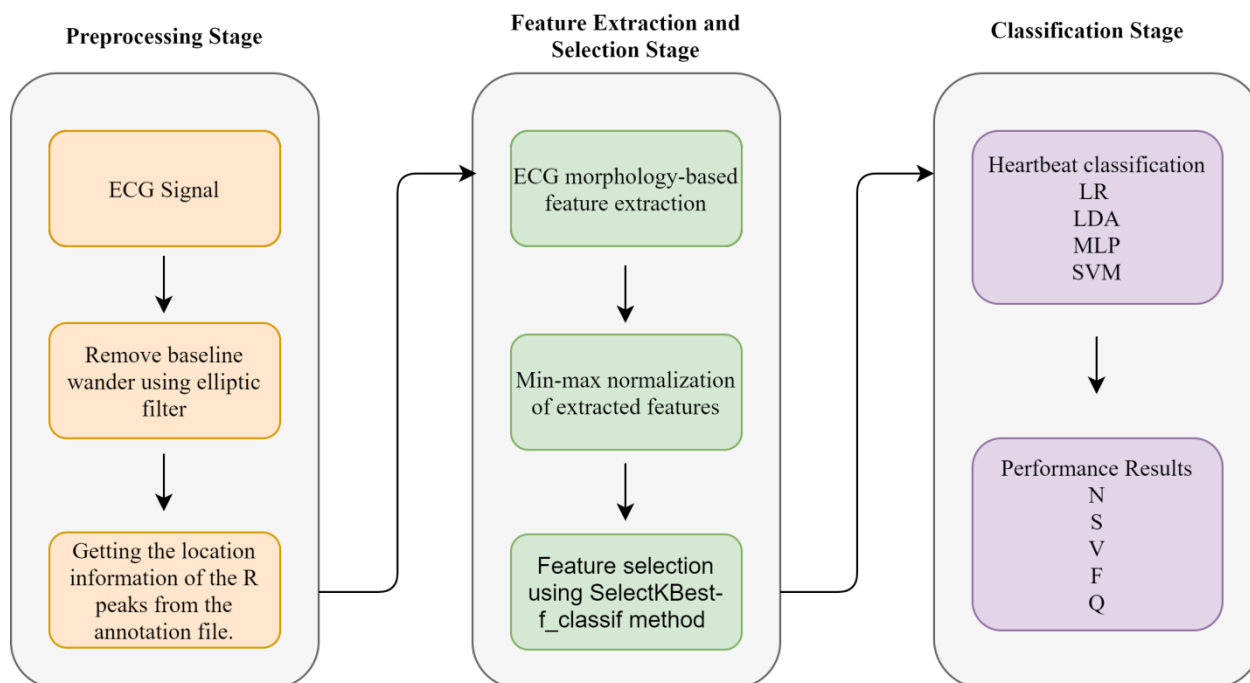 Preprocessing Stage
ECG Signal
Remove baseline
wander using elliptic
filter
Getting the location
information of the R
peaks from the
annotation file.
Feature Extraction and
Selection Stage
ECG morphology-based
feature extraction
Min-max normalization
of extracted features
Feature selection
using SelectKBest-
f_classif method
Classification Stage
Heartbeat classification
LR
LDA
MLP
SVM
Performance Results
N
S
V
F
Q